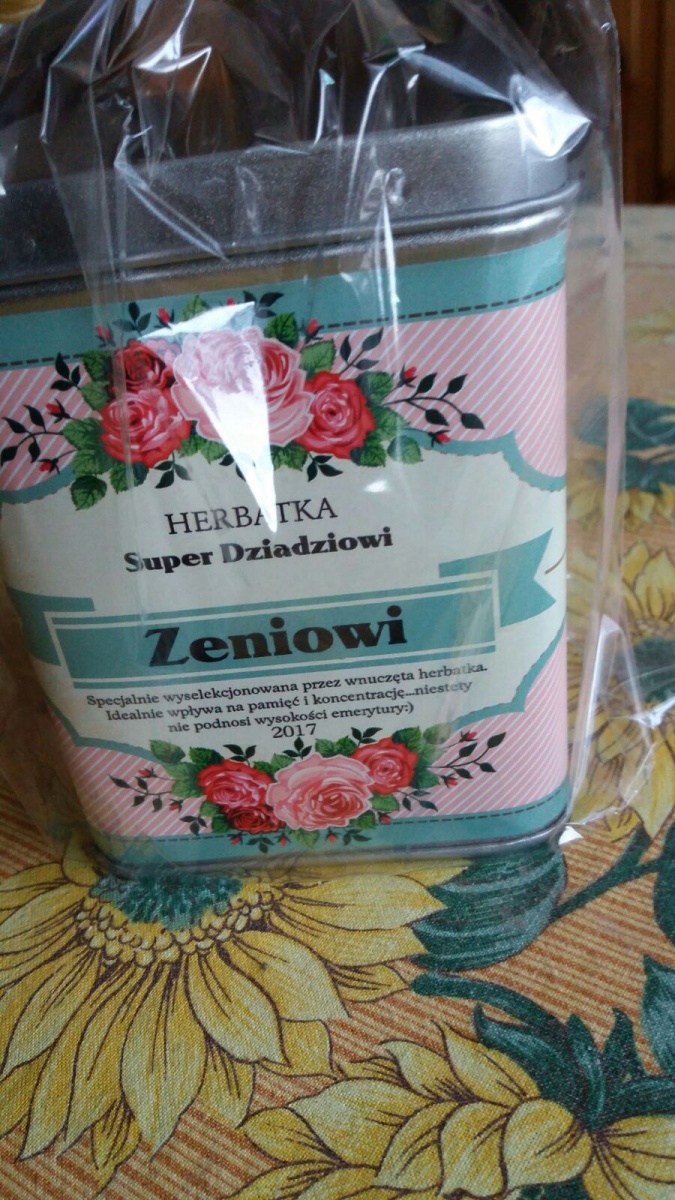 HERBATKA
Super Dziadziowi
Zeniowi
Specjalnie wyselekcjonowana przez wnuczęta herbatka.
Idealnie wpływa na pamięć i koncentrację...niestety
nie podnosi wysokości emerytury:)
2017